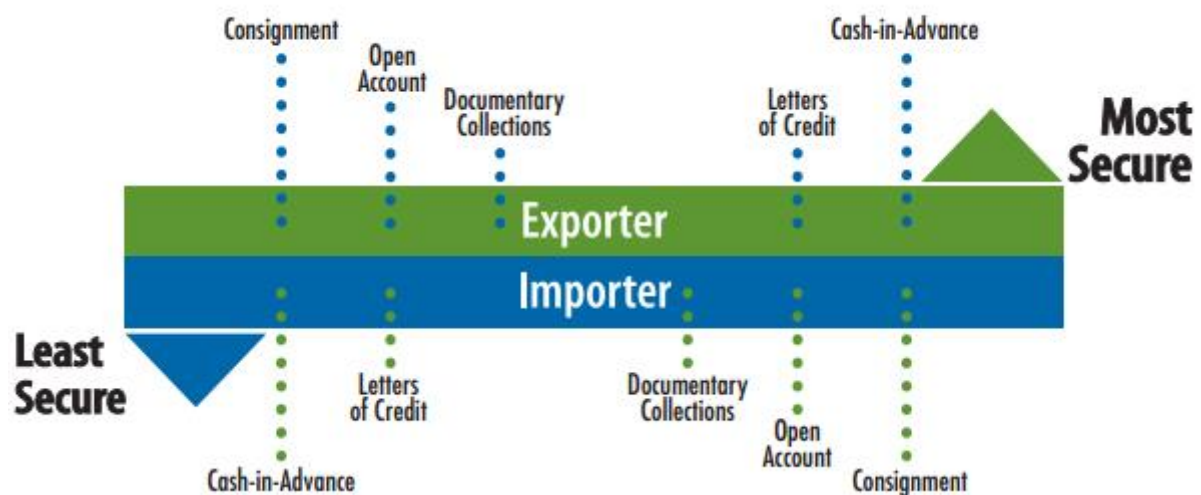 Consignment
Cash-in-Advance
Open
Account
Documentary
Collections
Letters
of Credit
Most
Secure
Exporter
Importer
Least
Secure
Letters
of Credit
Documentary
Collections
Open
Account
Cash-in-Advance
Consignment